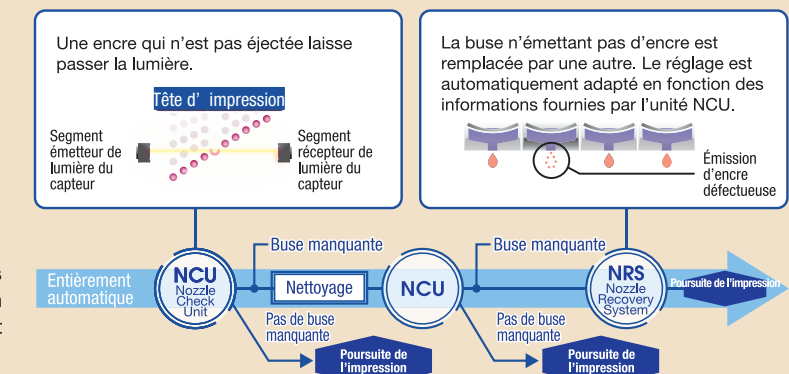 Une encre qui n'est pas éjectée laisse
passer la lumière.
Tête d' impression
Segment
émetteur de
lumière du
capteur
Segment
récepteur de
lumière du
capteur
La buse n'émettant pas d'encre est
remplacée par une autre. Le réglage est
automatiquement adapté en fonction des
informations fournies par l'unité NCU.
Émission
d'encre
défectueuse
Entièrement
automatique
NCU
Nozzle
Check
Unit
Buse manquante
Nettoyage
Pas de buse
manquante
Poursuite de
l'impression
NCU
Buse manquante
Pas de buse
manquante
Poursuite de
l'impression
NRS
Nozzle
Recovery
System
Poursuite de l'impression